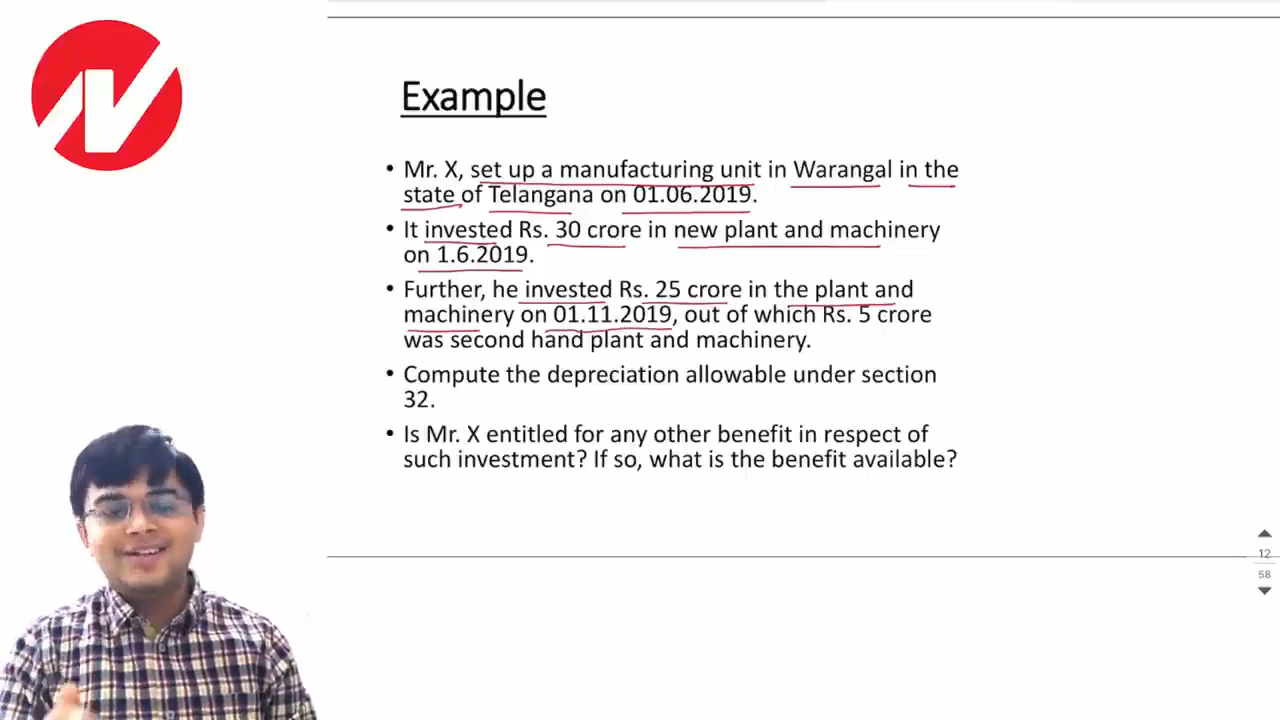 Example
• Mr. X, set up a manufacturing unit in Warangal in the
state of Telangana on 01.06.2019.
• It invested Rs. 30 crore in new plant and machinery
on 1.6.2019.
• Further, he invested Rs. 25 crore in the plant and
machinery on 01.11.2019, out of which Rs. 5 crore
was second hand plant and machinery.
• Compute the depreciation allowable under section
32.
• Is Mr. X entitled for any other benefit in respect of
such investment? If so, what is the benefit available?
12
58